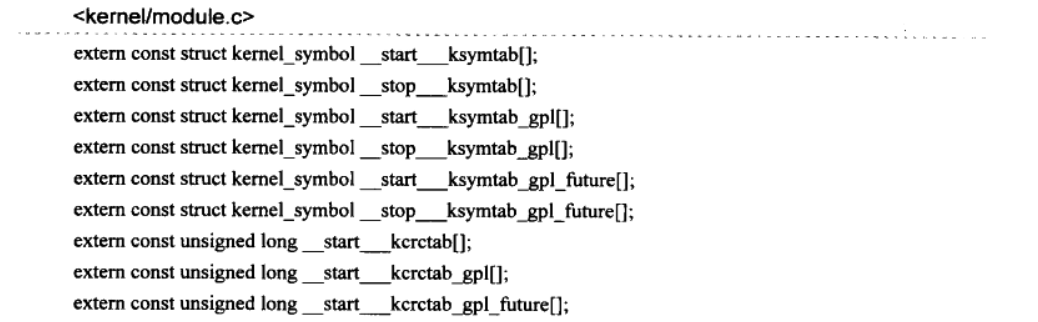 <kernel/module.c>
extern const struct kernel_symbol __start___ksymtab[];
extern const struct kernel_symbol __stop___ksymtab[];
extern const struct kernel_symbol __start___ksymtab_gpl[];
extern const struct kernel_symbol __stop___ksymtab_gpl[];
extern const struct kernel_symbol __start___ksymtab_gpl_future[];
extern const struct kernel_symbol __stop___ksymtab_gpl_future[];
extern const unsigned long __start___kcrctab[];
extern const unsigned long __start___kcrctab_gpl[];
extern const unsigned long __start___kcrctab_gpl_future[];